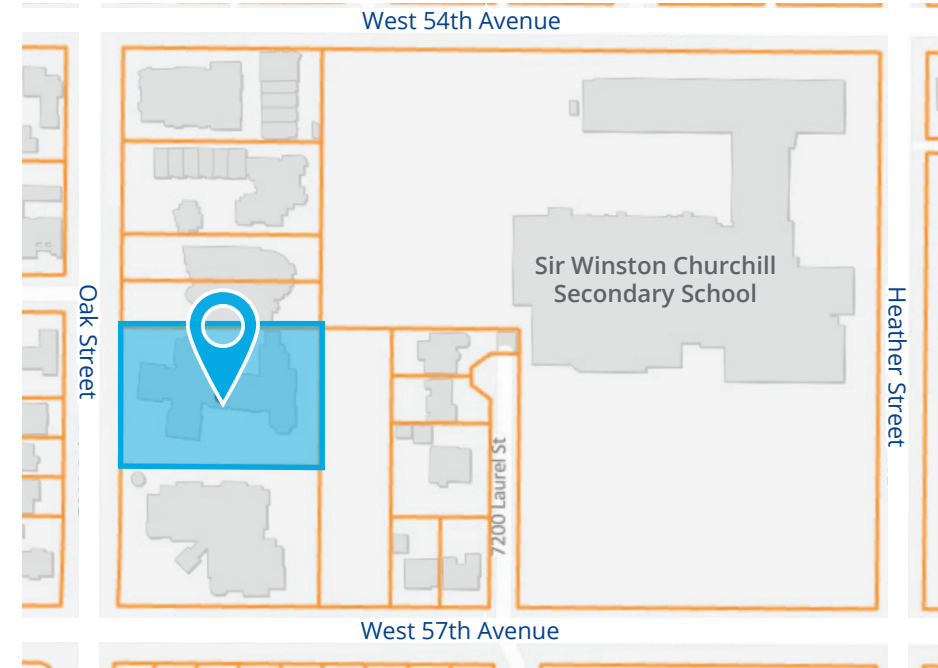 West 54th Avenue
Sir Winston Churchill
Secondary School
Oak Street
Heather Street
7200 Laurel St
West 57th Avenue